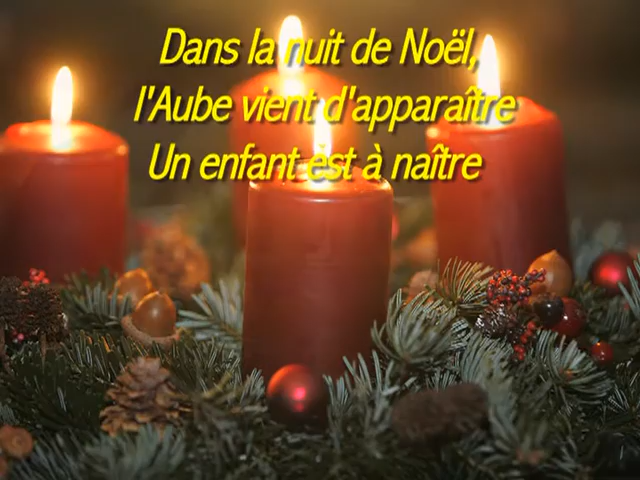 Dans la nuit de Noël,
l'Aube vient d'apparaître
Un enfant est à naître